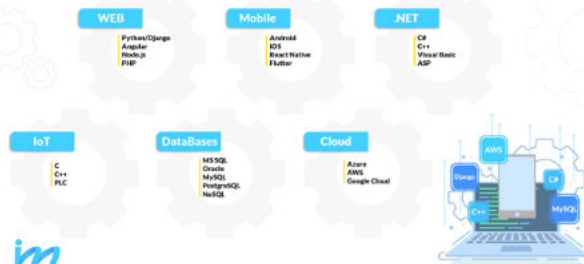 WEB
Python/Django
Angular
Node.js
PHP
Mobile
Android
IOS
React Native
Flutter
.NET
C#
C++
Visual Basic
ASP
IoT
C
C++
PLC
DataBases
MS SQL
Oracle
MySQL
PostgreSQL
NoSQL
Cloud
Azure
AWS
Google Cloud
AWS
Django
C#
C++
MySQL
im